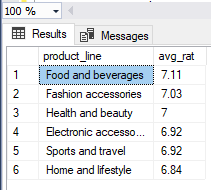 100 %
Results Messages
product_line avg_rat
1 Food and beverages 7.11
2 Fashion accessories 7.03
3 Health and beauty 7
4 Electronic accesso... 6.92
5 Sports and travel 6.92
6 Home and lifestyle 6.84